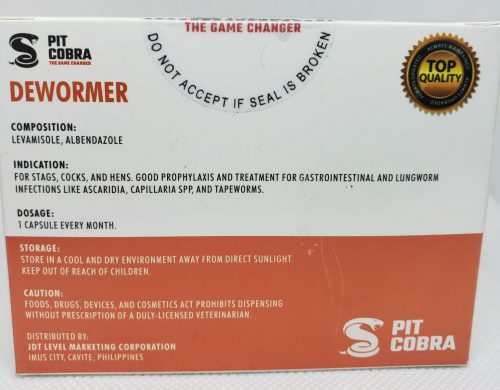 PIT
COBRA
THE GAME CHANGER
THE GAME CHANGER
DO NOT ACCEPT IF SEAL IS BROKEN
TOP
QUALITY
DEWORMER
COMPOSITION:
LEVAMISOLE, ALBENDAZOLE
INDICATION:
FOR STAGS, COCKS, AND HENS. GOOD PROPHYLAXIS AND TREATMENT FOR GASTROINTESTINAL AND LUNGWORM
INFECTIONS LIKE ASCARIDIA, CAPILLARIA SPP, AND TAPEWORMS.
DOSAGE:
1 CAPSULE EVERY MONTH.
STORAGE:
STORE IN A COOL AND DRY ENVIRONMENT AWAY FROM DIRECT SUNLIGHT.
KEEP OUT OF REACH OF CHILDREN.
CAUTION:
FOODS, DRUGS, DEVICES, AND COSMETICS ACT PROHIBITS DISPENSING
WITHOUT PRESCRIPTION OF A DULY-LICENSED VETERINARIAN.
DISTRIBUTED BY:
JDT LEVEL MARKETING CORPORATION
IMUS CITY, CAVITE, PHILIPPINES
PIT
COBRA